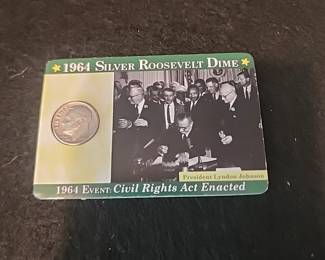 1964 SILVER ROOSEVELT DIME
President Lyndon Johnson
1964 EVENT: Civil Rights Act Enacted